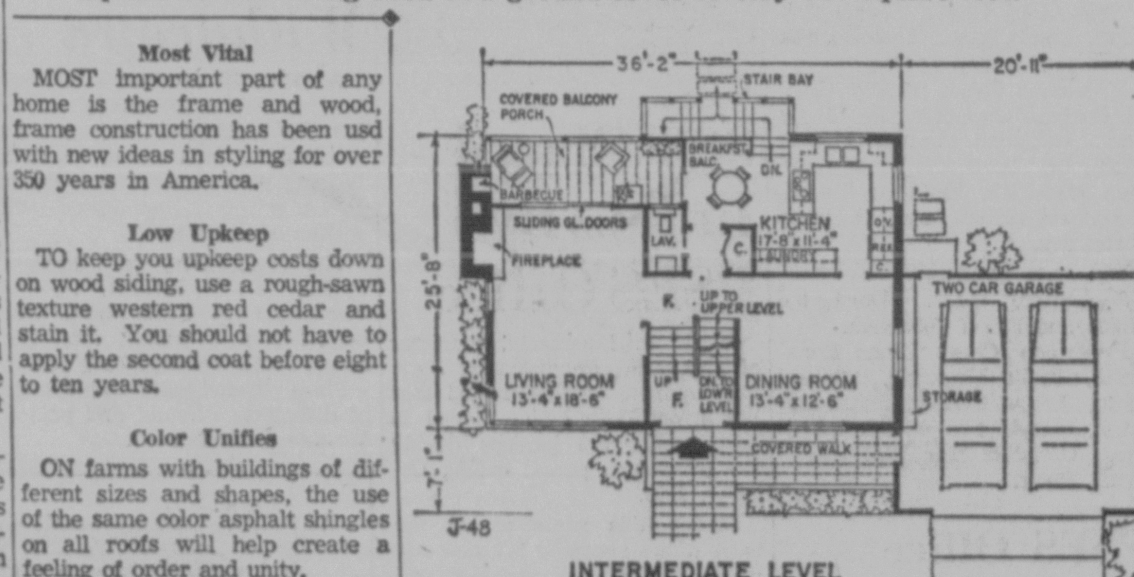 Most Vital
MOST important part of any
home is the frame and wood,
frame construction has been usd
with new ideas in styling for over
350 years in America.
Low Upkeep
TO keep you upkeep costs down
on wood siding, use a rough-sawn
texture western red cedar and
stain it. You should not have to
apply the second coat before eight
to ten years.
Color Unifies
ON farms with buildings of dif-
ferent sizes and shapes, the use
of the same color asphalt shingles
on all roofs will help create a
feeling of order and unity.
36'-2"
20'-11"
STAIR BAY
COVERED BALCONY
PORCH
BREAKFST.
BALC.
DN.
BARBECUE
SLIDING GL. DOORS
LAV.
C.
KITCHEN
17'-8" x 11'-4"
LAUNDRY
O.V.
REF.
C.
FIREPLACE
25'-8"
F.
UP TO
UPPER LEVEL
TWO CAR GARAGE
LIVING ROOM
13'-4" x 18'-6"
UP
F.
DN. TO
LOW'R
LEVEL
DINING ROOM
13'-4" x 12'-6"
STORAGE
COVERED WALK
7'-1"
J-48
INTERMEDIATE LEVEL